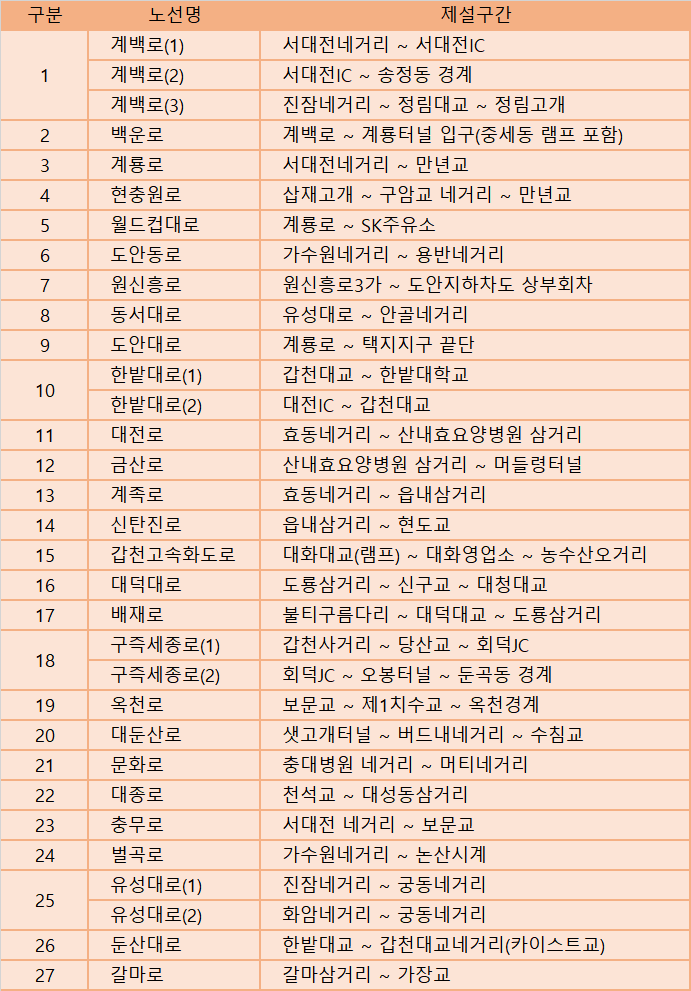 구분 노선명 제설구간
1 계백로(1) 서대전네거리 ~ 서대전IC
계백로(2) 서대전IC ~ 송정동 경계
계백로(3) 진잠네거리 ~ 정림대교 ~ 정림고개
2 백운로 계백로 ~ 계룡터널 입구(중세동 램프 포함)
3 계룡로 서대전네거리 ~ 만년교
4 현충원로 삽재고개 ~ 구암교 네거리 ~ 만년교
5 월드컵대로 계룡로 ~ SK주유소
6 도안동로 가수원네거리 ~ 용반네거리
7 원신흥로 원신흥로3가 ~ 도안지하차도 상부회차
8 동서대로 유성대로 ~ 안골네거리
9 도안대로 계룡로 ~ 택지지구 끝단
10 한밭대로(1) 갑천대교 ~ 한밭대학교
한밭대로(2) 대전IC ~ 갑천대교
11 대전로 효동네거리 ~ 산내효요양병원 삼거리
12 금산로 산내효요양병원 삼거리 ~ 머들령터널
13 계족로 효동네거리 ~ 읍내삼거리
14 신탄진로 읍내삼거리 ~ 현도교
15 갑천고속화도로 대화대교(램프) ~ 대화영업소 ~ 농수산오거리
16 대덕대로 도룡삼거리 ~ 신구교 ~ 대청대교
17 배재로 불티구름다리 ~ 대덕대교 ~ 도룡삼거리
18 구즉세종로(1) 갑천사거리 ~ 당산교 ~ 회덕JC
구즉세종로(2) 회덕JC ~ 오봉터널 ~ 둔곡동 경계
19 옥천로 보문교 ~ 제1치수교 ~ 옥천경계
20 대둔산로 샛고개터널 ~ 버드내네거리 ~ 수침교
21 문화로 충대병원 네거리 ~ 머티네거리
22 대종로 천석교 ~ 대성동삼거리
23 충무로 서대전 네거리 ~ 보문교
24 벌곡로 가수원네거리 ~ 논산시계
25 유성대로(1) 진잠네거리 ~ 궁동네거리
유성대로(2) 화암네거리 ~ 궁동네거리
26 둔산대로 한밭대교 ~ 갑천대교네거리(카이스트교)
27 갈마로 갈마삼거리 ~ 가장교